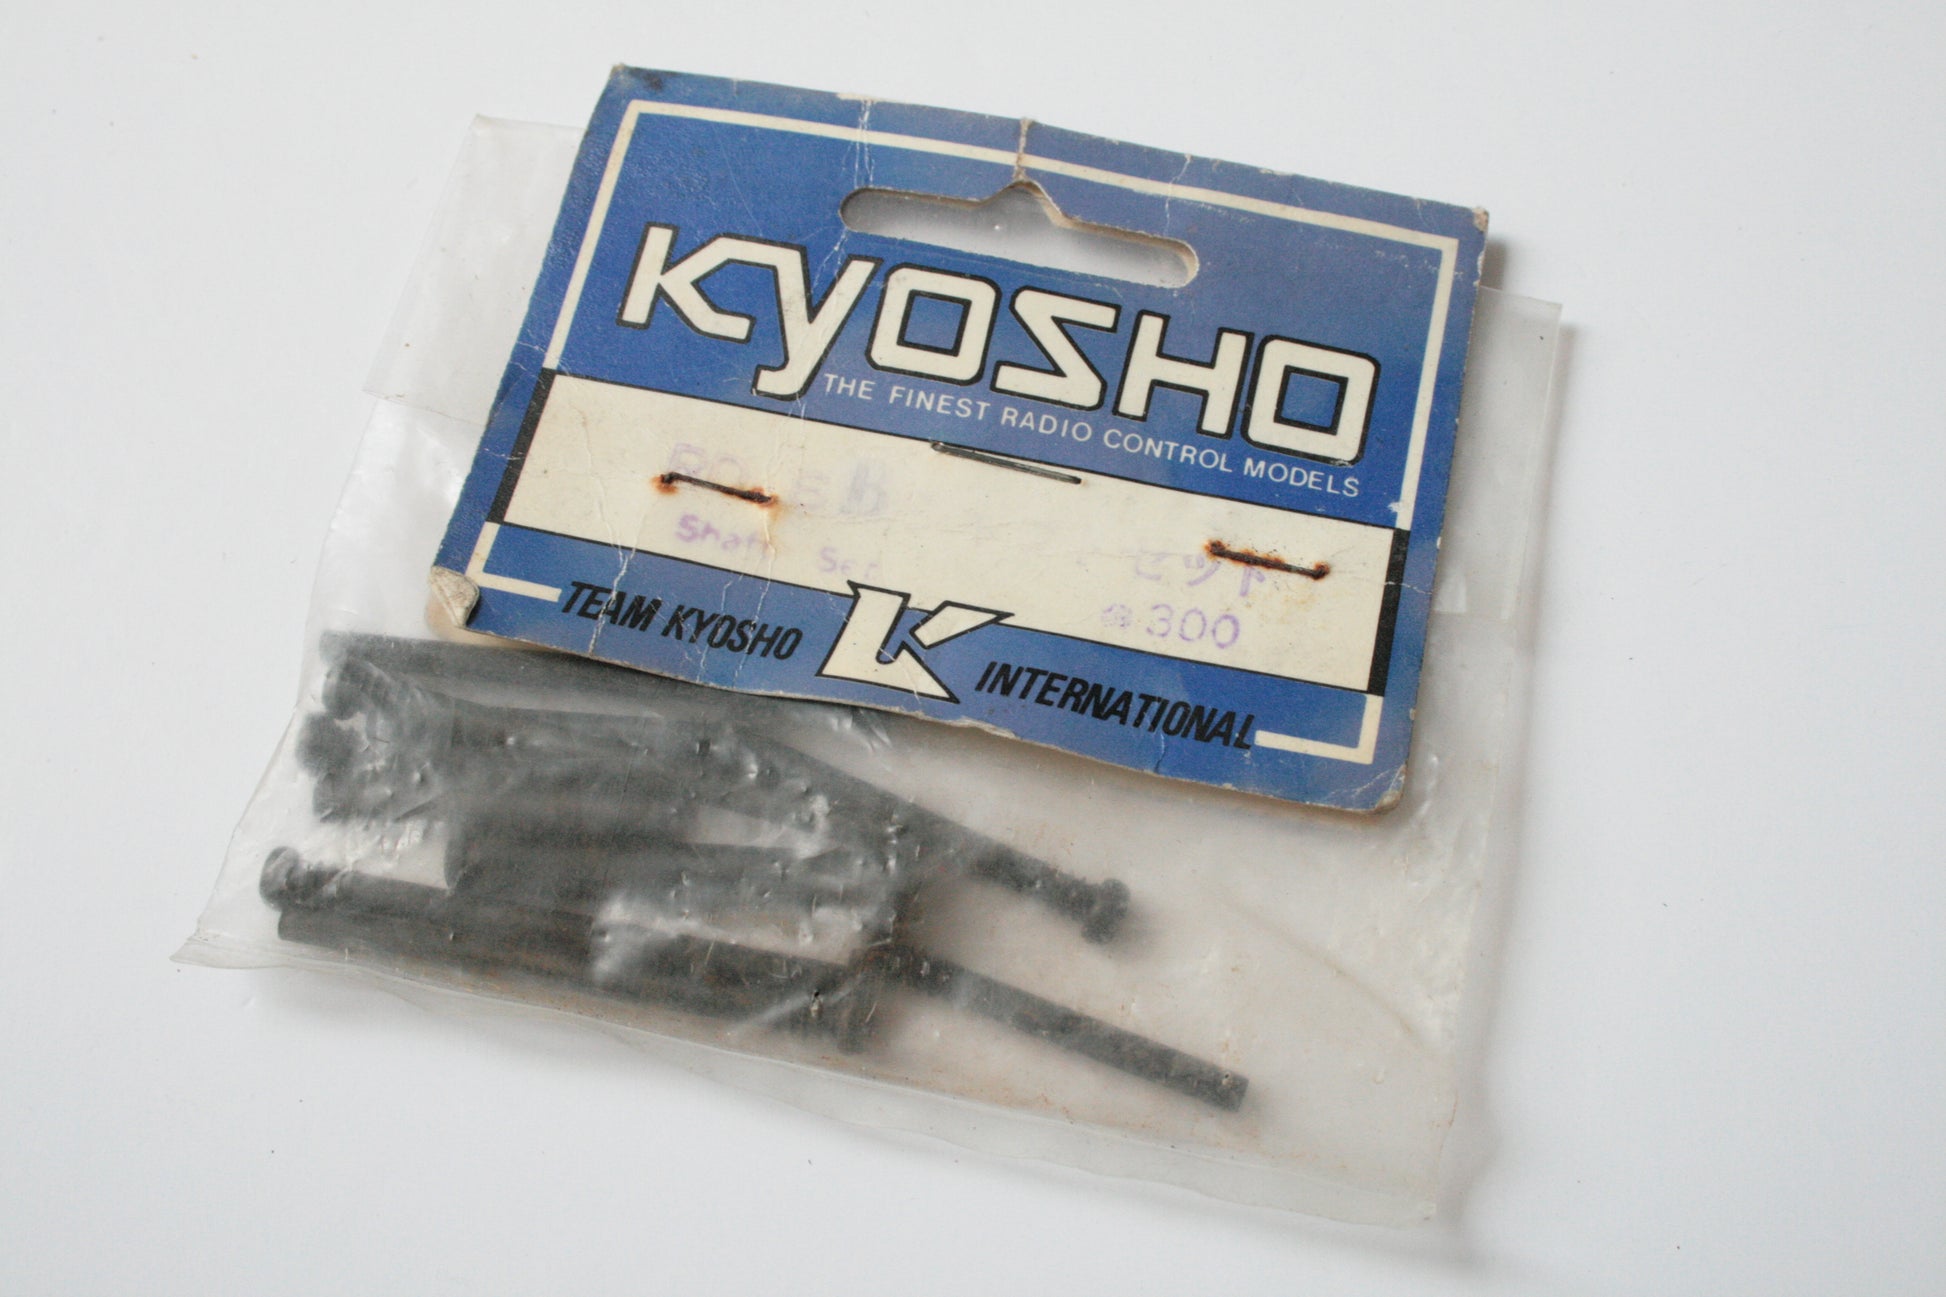 KYOSHO
THE FINEST RADIO CONTROL MODELS
Shaft Set
セット
@300
TEAM KYOSHO K INTERNATIONAL